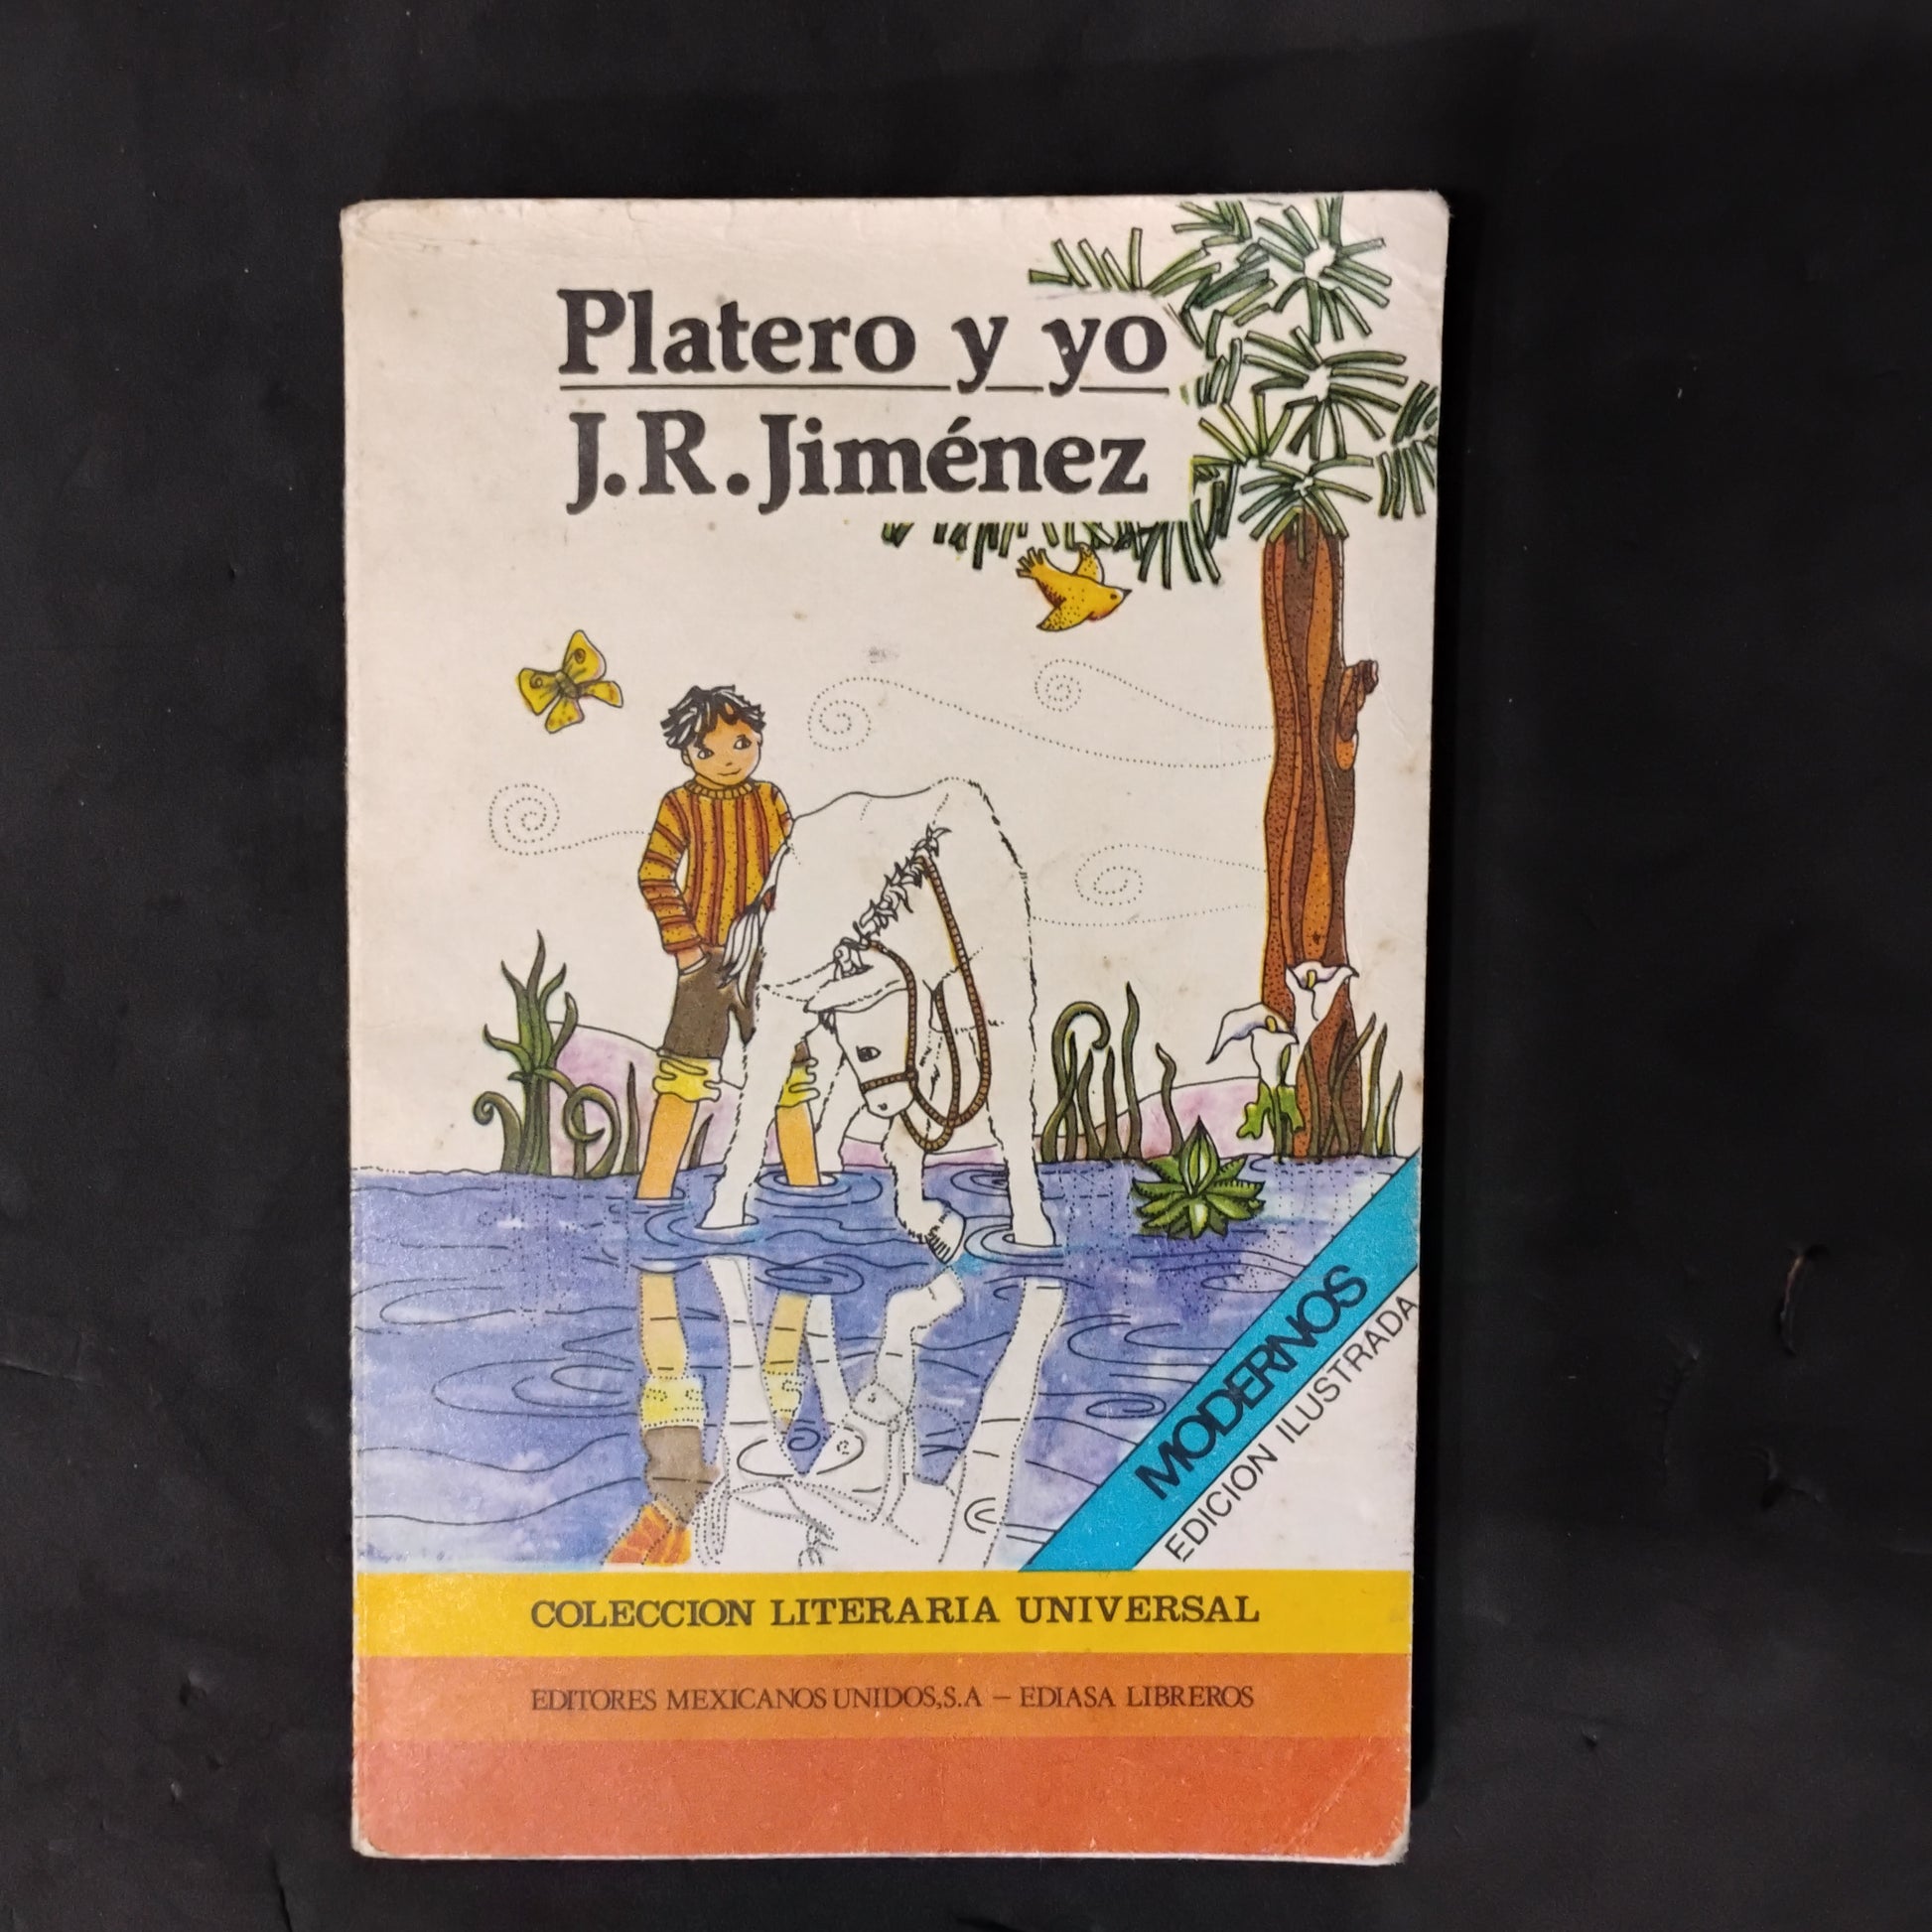 Platero y yo
J.R. Jiménez
MODERNOS
EDICION ILUSTRADA
COLECCION LITERARIA UNIVERSAL
EDITORES MEXICANOS UNIDOS, S.A — EDIASA LIBREROS